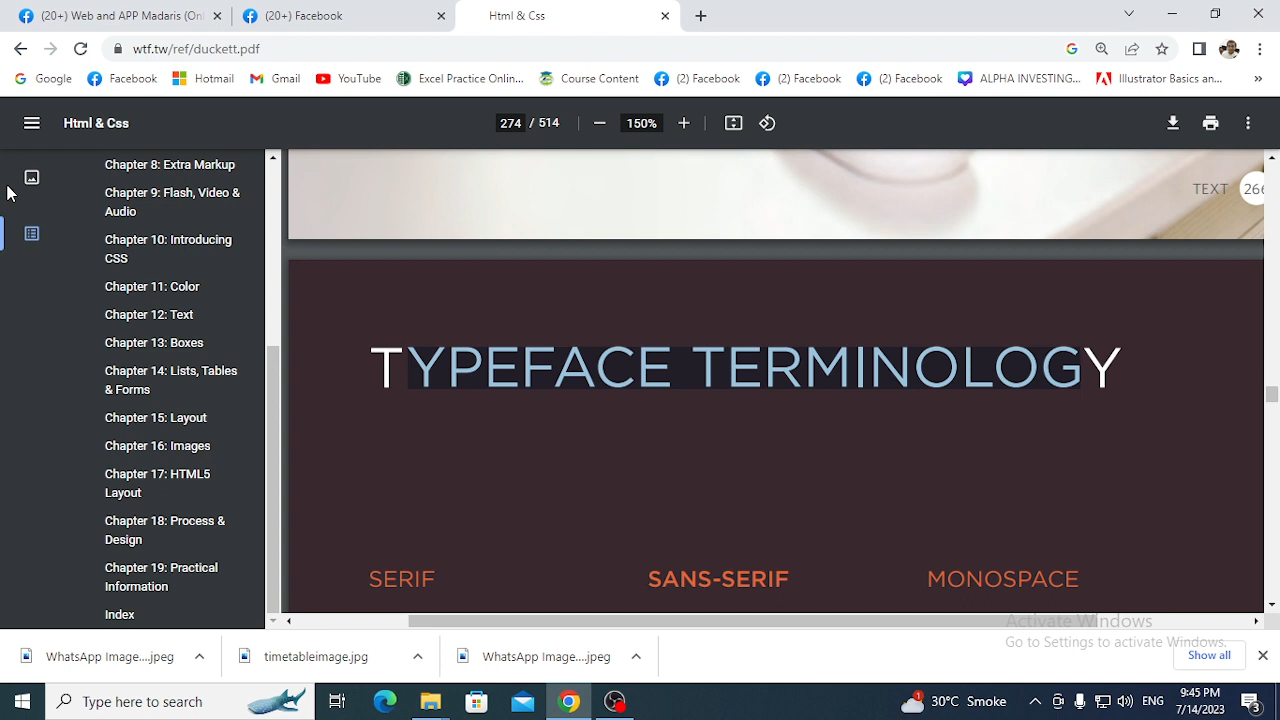 (20+) Web and APP Madaris (Onl
(20+) Facebook
Html & Css
wtf.tw/ref/duckett.pdf
Google
Facebook
Hotmail
Gmail
YouTube
Excel Practice Onlin...
Course Content
(2) Facebook
(2) Facebook
(2) Facebook
ALPHA INVESTING...
Illustrator Basics an...
»
Html & Css
274 / 514
150%
Chapter 8: Extra Markup
Chapter 9: Flash, Video &
Audio
Chapter 10: Introducing
CSS
Chapter 11: Color
Chapter 12: Text
Chapter 13: Boxes
Chapter 14: Lists, Tables
& Forms
Chapter 15: Layout
Chapter 16: Images
Chapter 17: HTML5
Layout
Chapter 18: Process &
Design
Chapter 19: Practical
Information
Index
TEXT 266
TYPEFACE TERMINOLOGY
SERIF
SANS-SERIF
MONOSPACE
Activate Windows
Go to Settings to activate Windows.
WhatsApp Image....jpeg
timetableimage.jpg
WhatsApp Image....jpeg
Show all
Type here to search
1
30°C Smoke
ENG
9:45 PM
7/14/2023
3